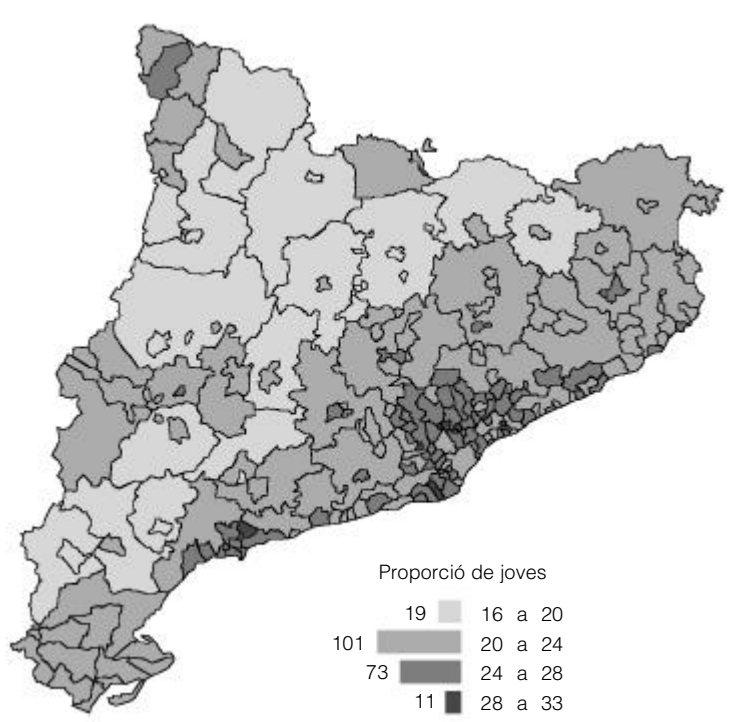 Proporció de joves
19 16 a 20
101 20 a 24
73 24 a 28
11 28 a 33